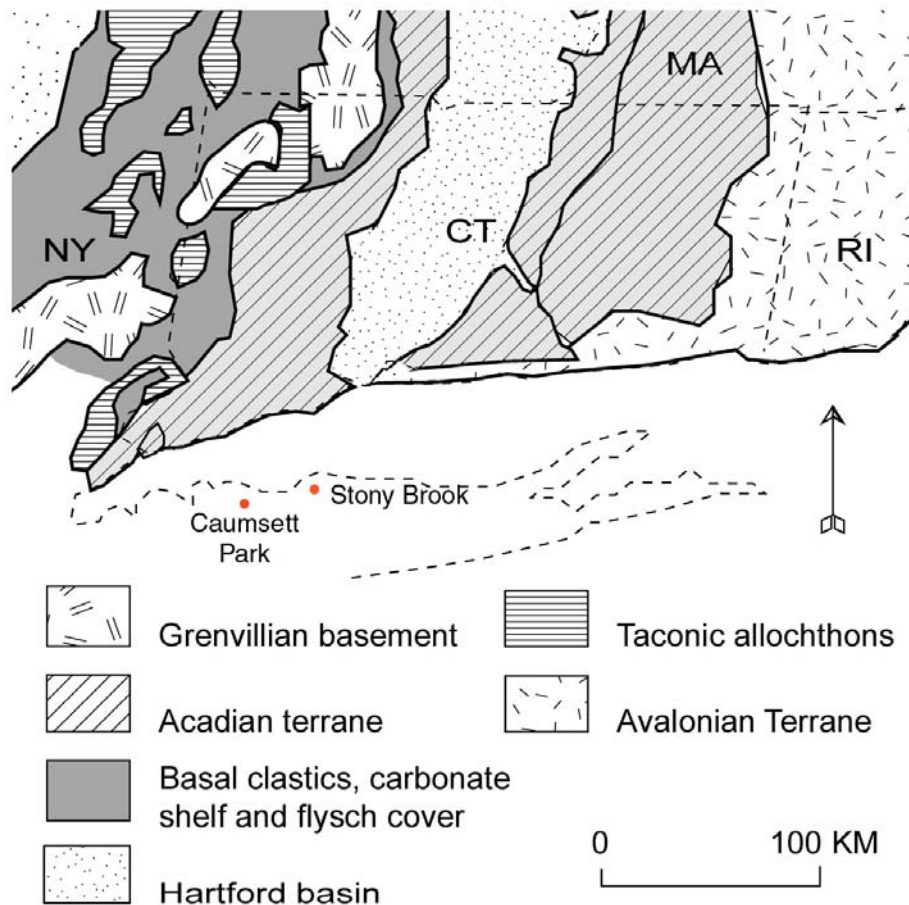 MA
NY
CT
RI
Stony Brook
Caumsett
Park
Grenvillian basement
Taconic allochthons
Acadian terrane
Avalonian Terrane
Basal clastics, carbonate
shelf and flysch cover
Hartford basin
0
100 KM